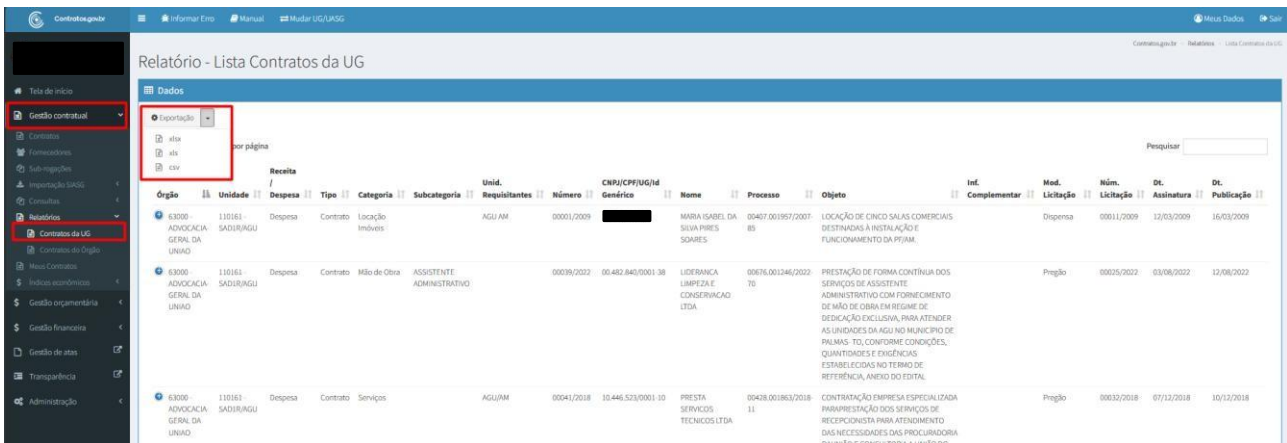 Contratos.gov.br
Informar Erro Manual Mudar UG/UASG
Meus Dados Sair
Contratos.gov.br Relatórios Lista Contratos da UG
Relatório - Lista Contratos da UG
Tela de início
Gestão contratual
Contratos
Fornecedores
Sub-rogações
Importação SIASG
Consultas
Relatórios
Contratos da UG
Contratos do Órgão
Meus Contratos
Índices econômicos
Gestão orçamentária
Gestão financeira
Gestão de atas
Transparência
Administração
Dados
Exportação
xlsx
xls
csv
por página
Pesquisar
Órgão Unidade Receita / Despesa Tipo Categoria Subcategoria Unid. Requisitantes Número CNPJ/CPF/UG/Id Genérico Nome Processo Objeto Inf. Complementar Mod. Licitação Núm. Licitação Dt. Assinatura Dt. Publicação
63000 - 110161 - Despesa Contrato Locação 00001/2009 MARIA ISABEL DA 00407.001957/2007- LOCAÇÃO DE CINCO SALAS COMERCIAIS Dispensa 00011/2009 12/03/2009 16/03/2009
ADVOCACIA- SAD1R/AGU Imóveis AGU AM SILVA PIRES 85 DESTINADAS À INSTALAÇÃO E
GERAL DA SOARES FUNCIONAMENTO DA PF/AM.
UNIAO
63000 - 110161 - Despesa Contrato Mão de Obra ASSISTENTE 00039/2022 00.482.840/0001-38 LIDERANCA 00676.001246/2022- PRESTAÇÃO DE FORMA CONTÍNUA DOS Pregão 00025/2022 03/08/2022 12/08/2022
ADVOCACIA- SAD1R/AGU ADMINISTRATIVO LIMPEZA E 70 SERVIÇOS DE ASSISTENTE
GERAL DA CONSERVACAO ADMINISTRATIVO COM FORNECIMENTO
UNIAO LTDA DE MÃO DE OBRA EM REGIME DE
DEDICAÇÃO EXCLUSIVA, PARA ATENDER
AS UNIDADES DA AGU NO MUNICÍPIO DE
PALMAS- TO, CONFORME CONDIÇÕES,
QUANTIDADES E EXIGÊNCIAS
ESTABELECIDAS NO TERMO DE
REFERÊNCIA, ANEXO DO EDITAL
63000 - 110161 - Despesa Contrato Serviços AGU/AM 00041/2018 10.446.523/0001-10 PRESTA 00428.001863/2018- CONTRATAÇÃO EMPRESA ESPECIALIZADA Pregão 00032/2018 07/12/2018 10/12/2018
ADVOCACIA- SAD1R/AGU SERVICOS 11 PARAPRESTAÇÃO DOS SERVIÇOS DE
GERAL DA TECNICOS LTDA RECEPCIONISTA PARA ATENDIMENTO
UNIAO DAS NECESSIDADES DAS PROCURADORIA